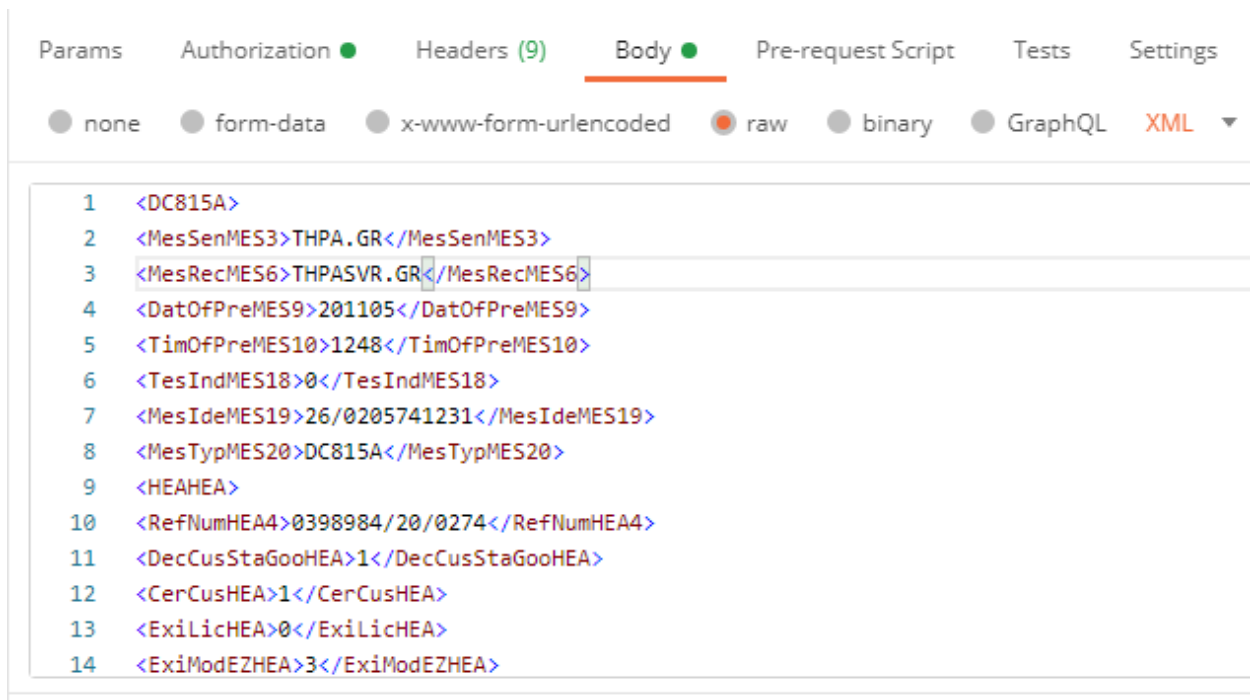 Params Authorization Headers (9) Body Pre-request Script Tests Settings
none form-data x-www-form-urlencoded raw binary GraphQL XML
1 <DC815A>
2 <MesSenMES3>THPA.GR</MesSenMES3>
3 <MesRecMES6>THPASVR.GR</MesRecMES6>
4 <DatOfPreMES9>201105</DatOfPreMES9>
5 <TimOfPreMES10>1248</TimOfPreMES10>
6 <TesIndMES18>0</TesIndMES18>
7 <MesIdeMES19>26/0205741231</MesIdeMES19>
8 <MesTypMES20>DC815A</MesTypMES20>
9 <HEAHEA>
10 <RefNumHEA4>0398984/20/0274</RefNumHEA4>
11 <DecCusStaGooHEA>1</DecCusStaGooHEA>
12 <CerCusHEA>1</CerCusHEA>
13 <ExiLicHEA>0</ExiLicHEA>
14 <ExiModEZHEA>3</ExiModEZHEA>